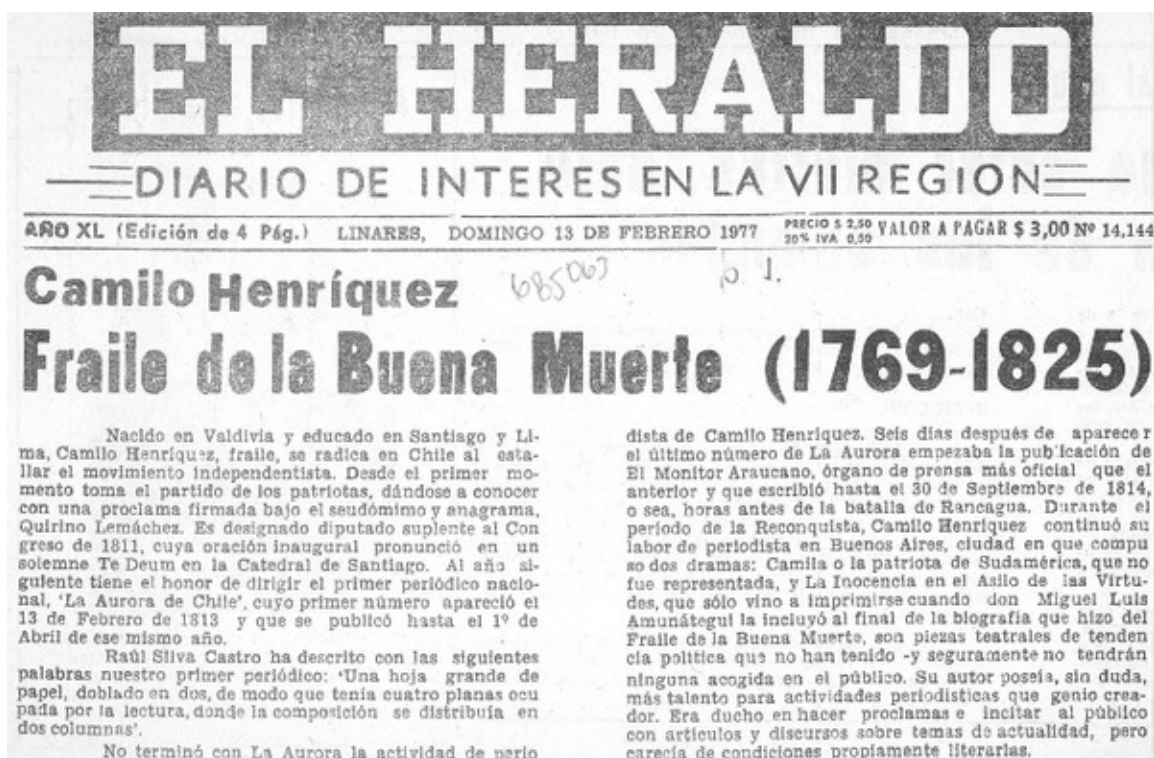 EL HERALDO
DIARIO DE INTERES EN LA VII REGION
AÑO XL (Edición de 4 Pág.) LINARES, DOMINGO 13 DE FEBRERO 1977 PRECIO $ 2,50 20% IVA 0,50 VALOR A PAGAR $ 3,00 Nº 14,144
685063 p. 1.
Camilo Henríquez
Fraile de la Buena Muerte (1769-1825)
Nacido en Valdivia y educado en Santiago y Li-
ma, Camilo Henríquez, fraile, se radica en Chile al esta-
llar el movimiento independentista. Desde el primer mo-
mento toma el partido de los patriotas, dándose a conocer
con una proclama firmada bajo el seudómimo y anagrama,
Quirino Lemáchez. Es designado diputado suplente al Con
greso de 1811, cuya oración inaugural pronunció en un
solemne Te Deum en la Catedral de Santiago. Al año si-
guiente tiene el honor de dirigir el primer periódico nacio-
nal, 'La Aurora de Chile', cuyo primer número apareció el
13 de Febrero de 1813 y que se publicó hasta el 1º de
Abril de ese mismo año.
Raúl Silva Castro ha descrito con las siguientes
palabras nuestro primer periódico: 'Una hoja grande de
papel, doblado en dos, de modo que tenía cuatro planas ocu
pada por la lectura, donde la composición se distribuía en
dos columnas'.
No terminó con La Aurora la actividad de perio
dista de Camilo Henríquez. Seis días después de aparecer
el último número de La Aurora empezaba la publicación de
El Monitor Araucano, órgano de prensa más oficial que el
anterior y que escribió hasta el 30 de Septiembre de 1814,
o sea, horas antes de la batalla de Rancagua. Durante el
periodo de la Reconquista, Camilo Henríquez continuó su
labor de periodista en Buenos Aires, ciudad en que compu
so dos dramas: Camila o la patriota de Sudamérica, que no
fue representada, y La Inocencia en el Asilo de las Virtu-
des, que sólo vino a imprimirse cuando don Miguel Luis
Amunátegui la incluyó al final de la biografía que hizo del
Fraile de la Buena Muerte, son piezas teatrales de tenden
cia política que no han tenido -y seguramente no tendrán
ninguna acogida en el público. Su autor poseía, sin duda,
más talento para actividades periodísticas que genio crea-
dor. Era ducho en hacer proclamas e incitar al público
con artículos y discursos sobre temas de actualidad, pero
carecía de condiciones propiamente literarias.